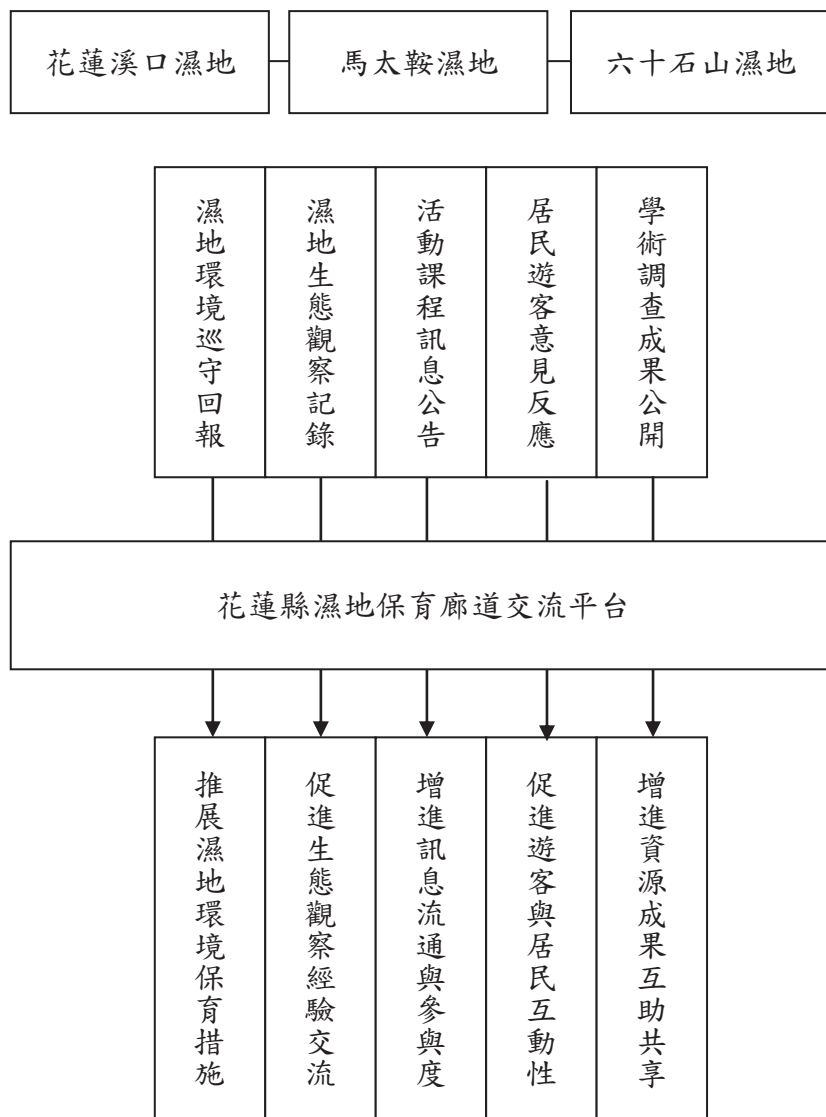 花蓮溪口濕地
馬太鞍濕地
六十石山濕地
濕地環境巡守回報
濕地生態觀察記錄
活動課程訊息公告
居民遊客意見反應
學術調查成果公開
花蓮縣濕地保育廊道交流平台
推展濕地環境保育措施
促進生態觀察經驗交流
增進訊息流通與參與度
促進遊客與居民互動性
增進資源成果互助共享